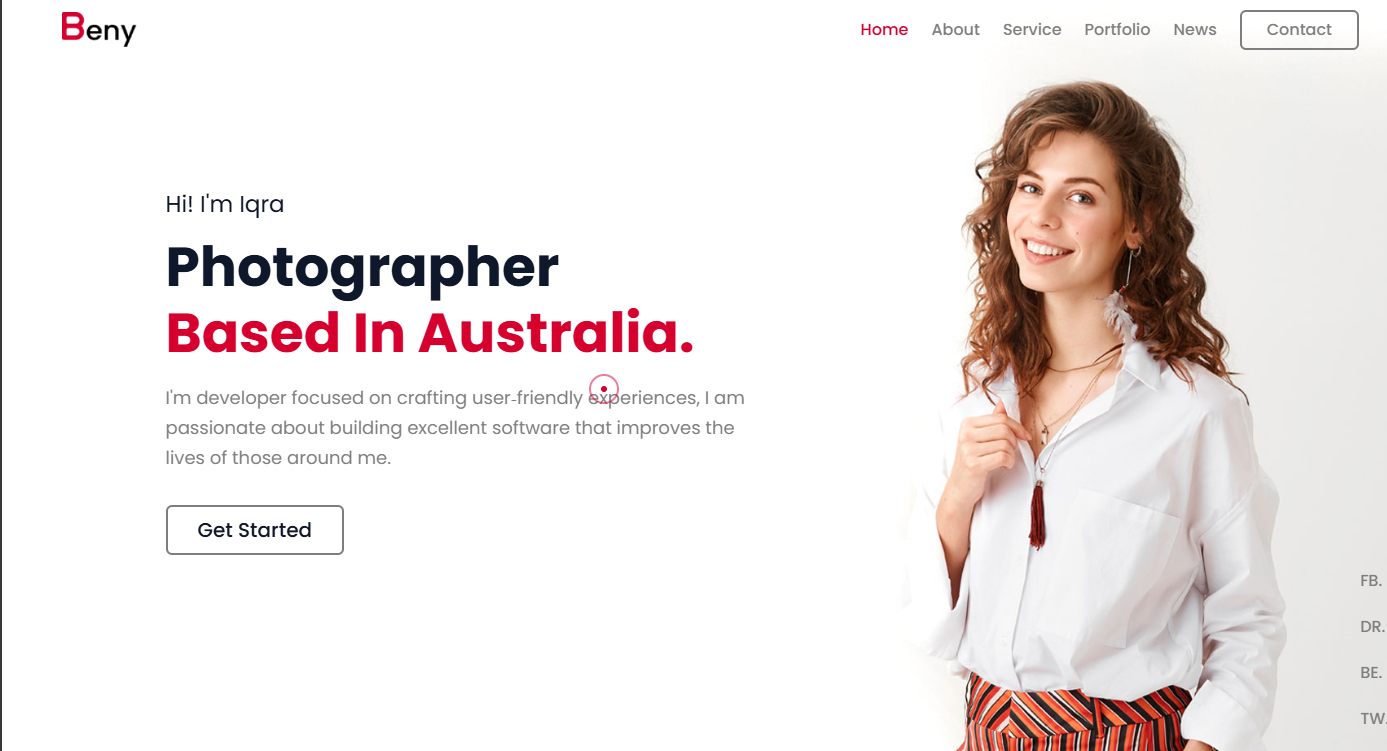 Beny
Home About Service Portfolio News Contact
Hi! I'm Iqra
Photographer
Based In Australia.
I'm developer focused on crafting user-friendly experiences, I am
passionate about building excellent software that improves the
lives of those around me.
Get Started
FB.
DR.
BE.
TW.